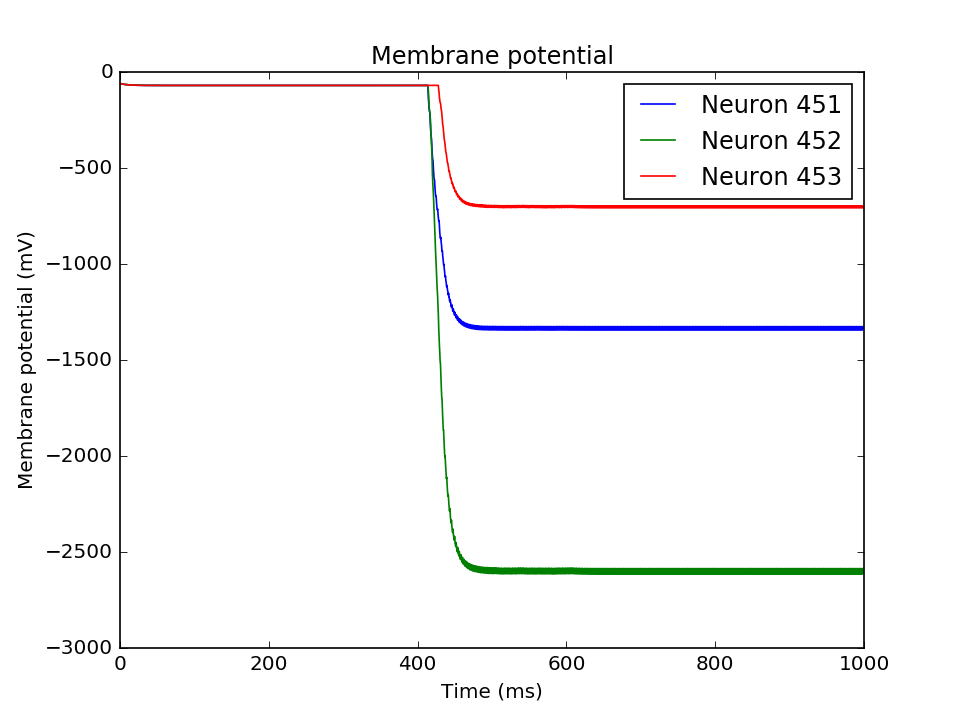 Membrane potential
Neuron 451
Neuron 452
Neuron 453
Membrane potential (mV)
0
−500
−1000
−1500
−2000
−2500
−3000
0 200 400 600 800 1000
Time (ms)